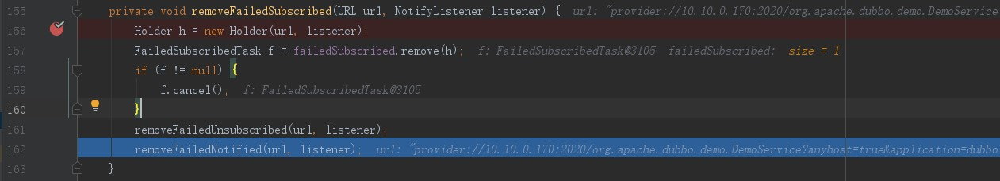 155 private void removeFailedSubscribed(URL url, NotifyListener listener) { url: "provider://10.10.0.170:2020/org.apache.dubbo.demo.DemoService
156 Holder h = new Holder(url, listener);
157 FailedSubscribedTask f = failedSubscribed.remove(h); f: FailedSubscribedTask@3105 failedSubscribed: size = 1
158 if (f != null) {
159 f.cancel(); f: FailedSubscribedTask@3105
160 }
161 removeFailedUnsubscribed(url, listener);
162 removeFailedNotified(url, listener); url: "provider://10.10.0.170:2020/org.apache.dubbo.demo.DemoService?anyhost=true&application=dubbo
163 }